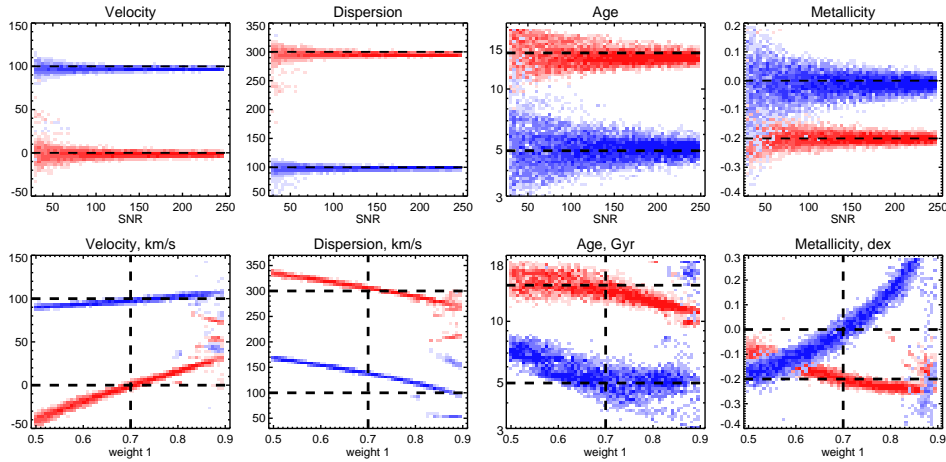 Velocity Dispersion Age Metallicity
150 350 0.2
100 300 15 0.1
250 10 0.0
50 200 -0.1
0 150 5 -0.2
100 -0.3
-50 50 3 -0.4
50 100 150 200 250 50 100 150 200 250 50 100 150 200 250 50 100 150 200 250
SNR SNR SNR SNR
Velocity, km/s Dispersion, km/s Age, Gyr Metallicity, dex
150 350 18 0.3
100 300 0.2
250 10 0.1
50 200 0.0
150 -0.1
0 100 5 -0.2
50 -0.3
-50 3 -0.4
0.5 0.6 0.7 0.8 0.9 0.5 0.6 0.7 0.8 0.9 0.5 0.6 0.7 0.8 0.9 0.5 0.6 0.7 0.8 0.9
weight 1 weight 1 weight 1 weight 1